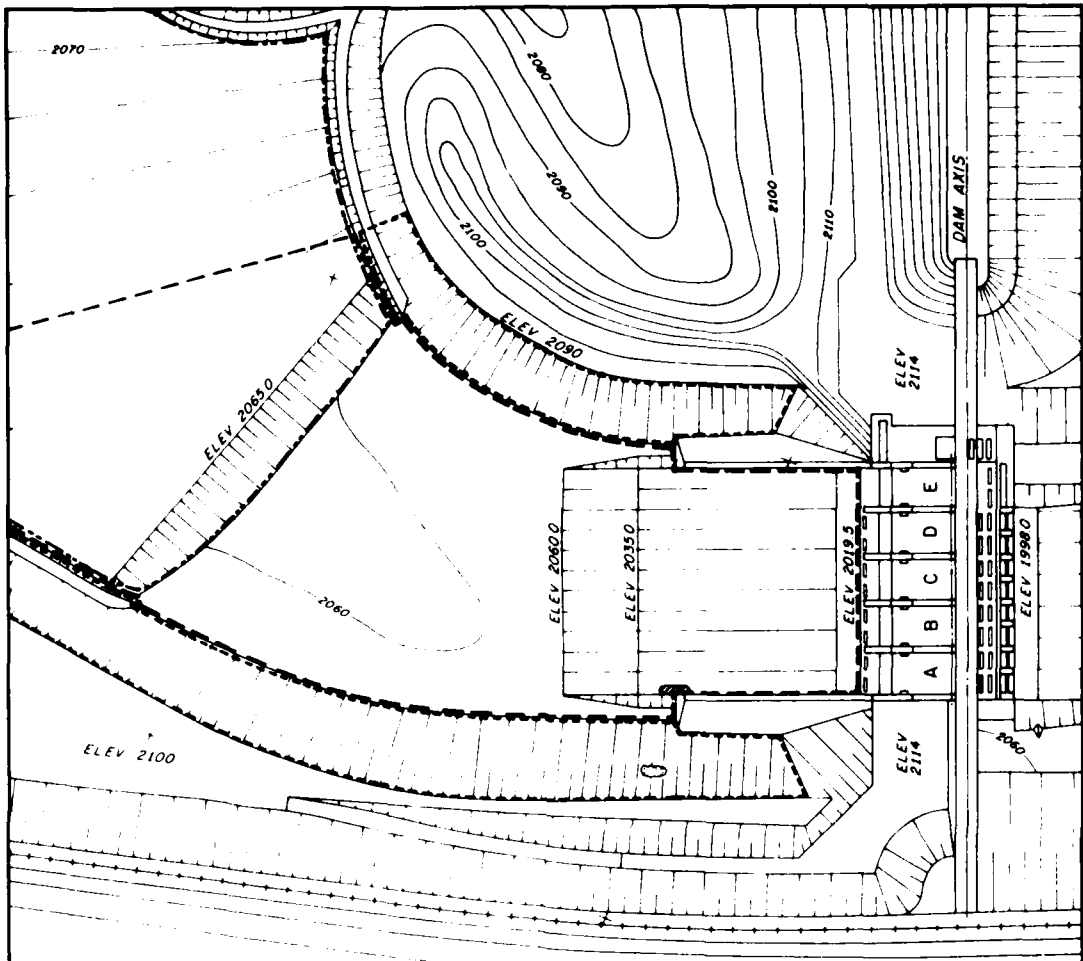 2070
2080
2090
2100
2110
2100
DAM AXIS
ELEV 2090
ELEV
2114
ELEV 2065.0
E
D
C
B
A
ELEV 2060.0
ELEV 2035.0
ELEV 2019.5
ELEV 1998.0
2060
ELEV 2100
ELEV
2114
2060